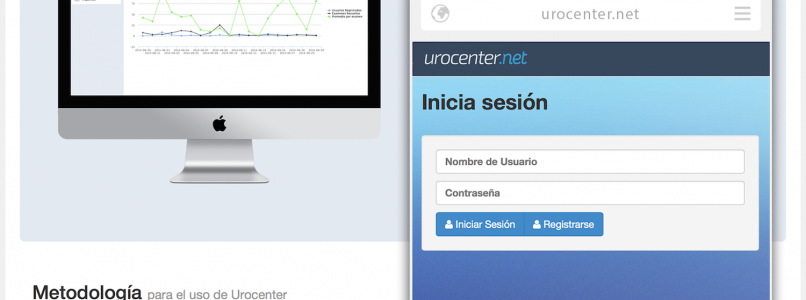 urocenter.net
urocenter.net
Inicia sesión
Nombre de Usuario
Contraseña
Iniciar Sesión Registrarse
Metodología para el uso de Urocenter